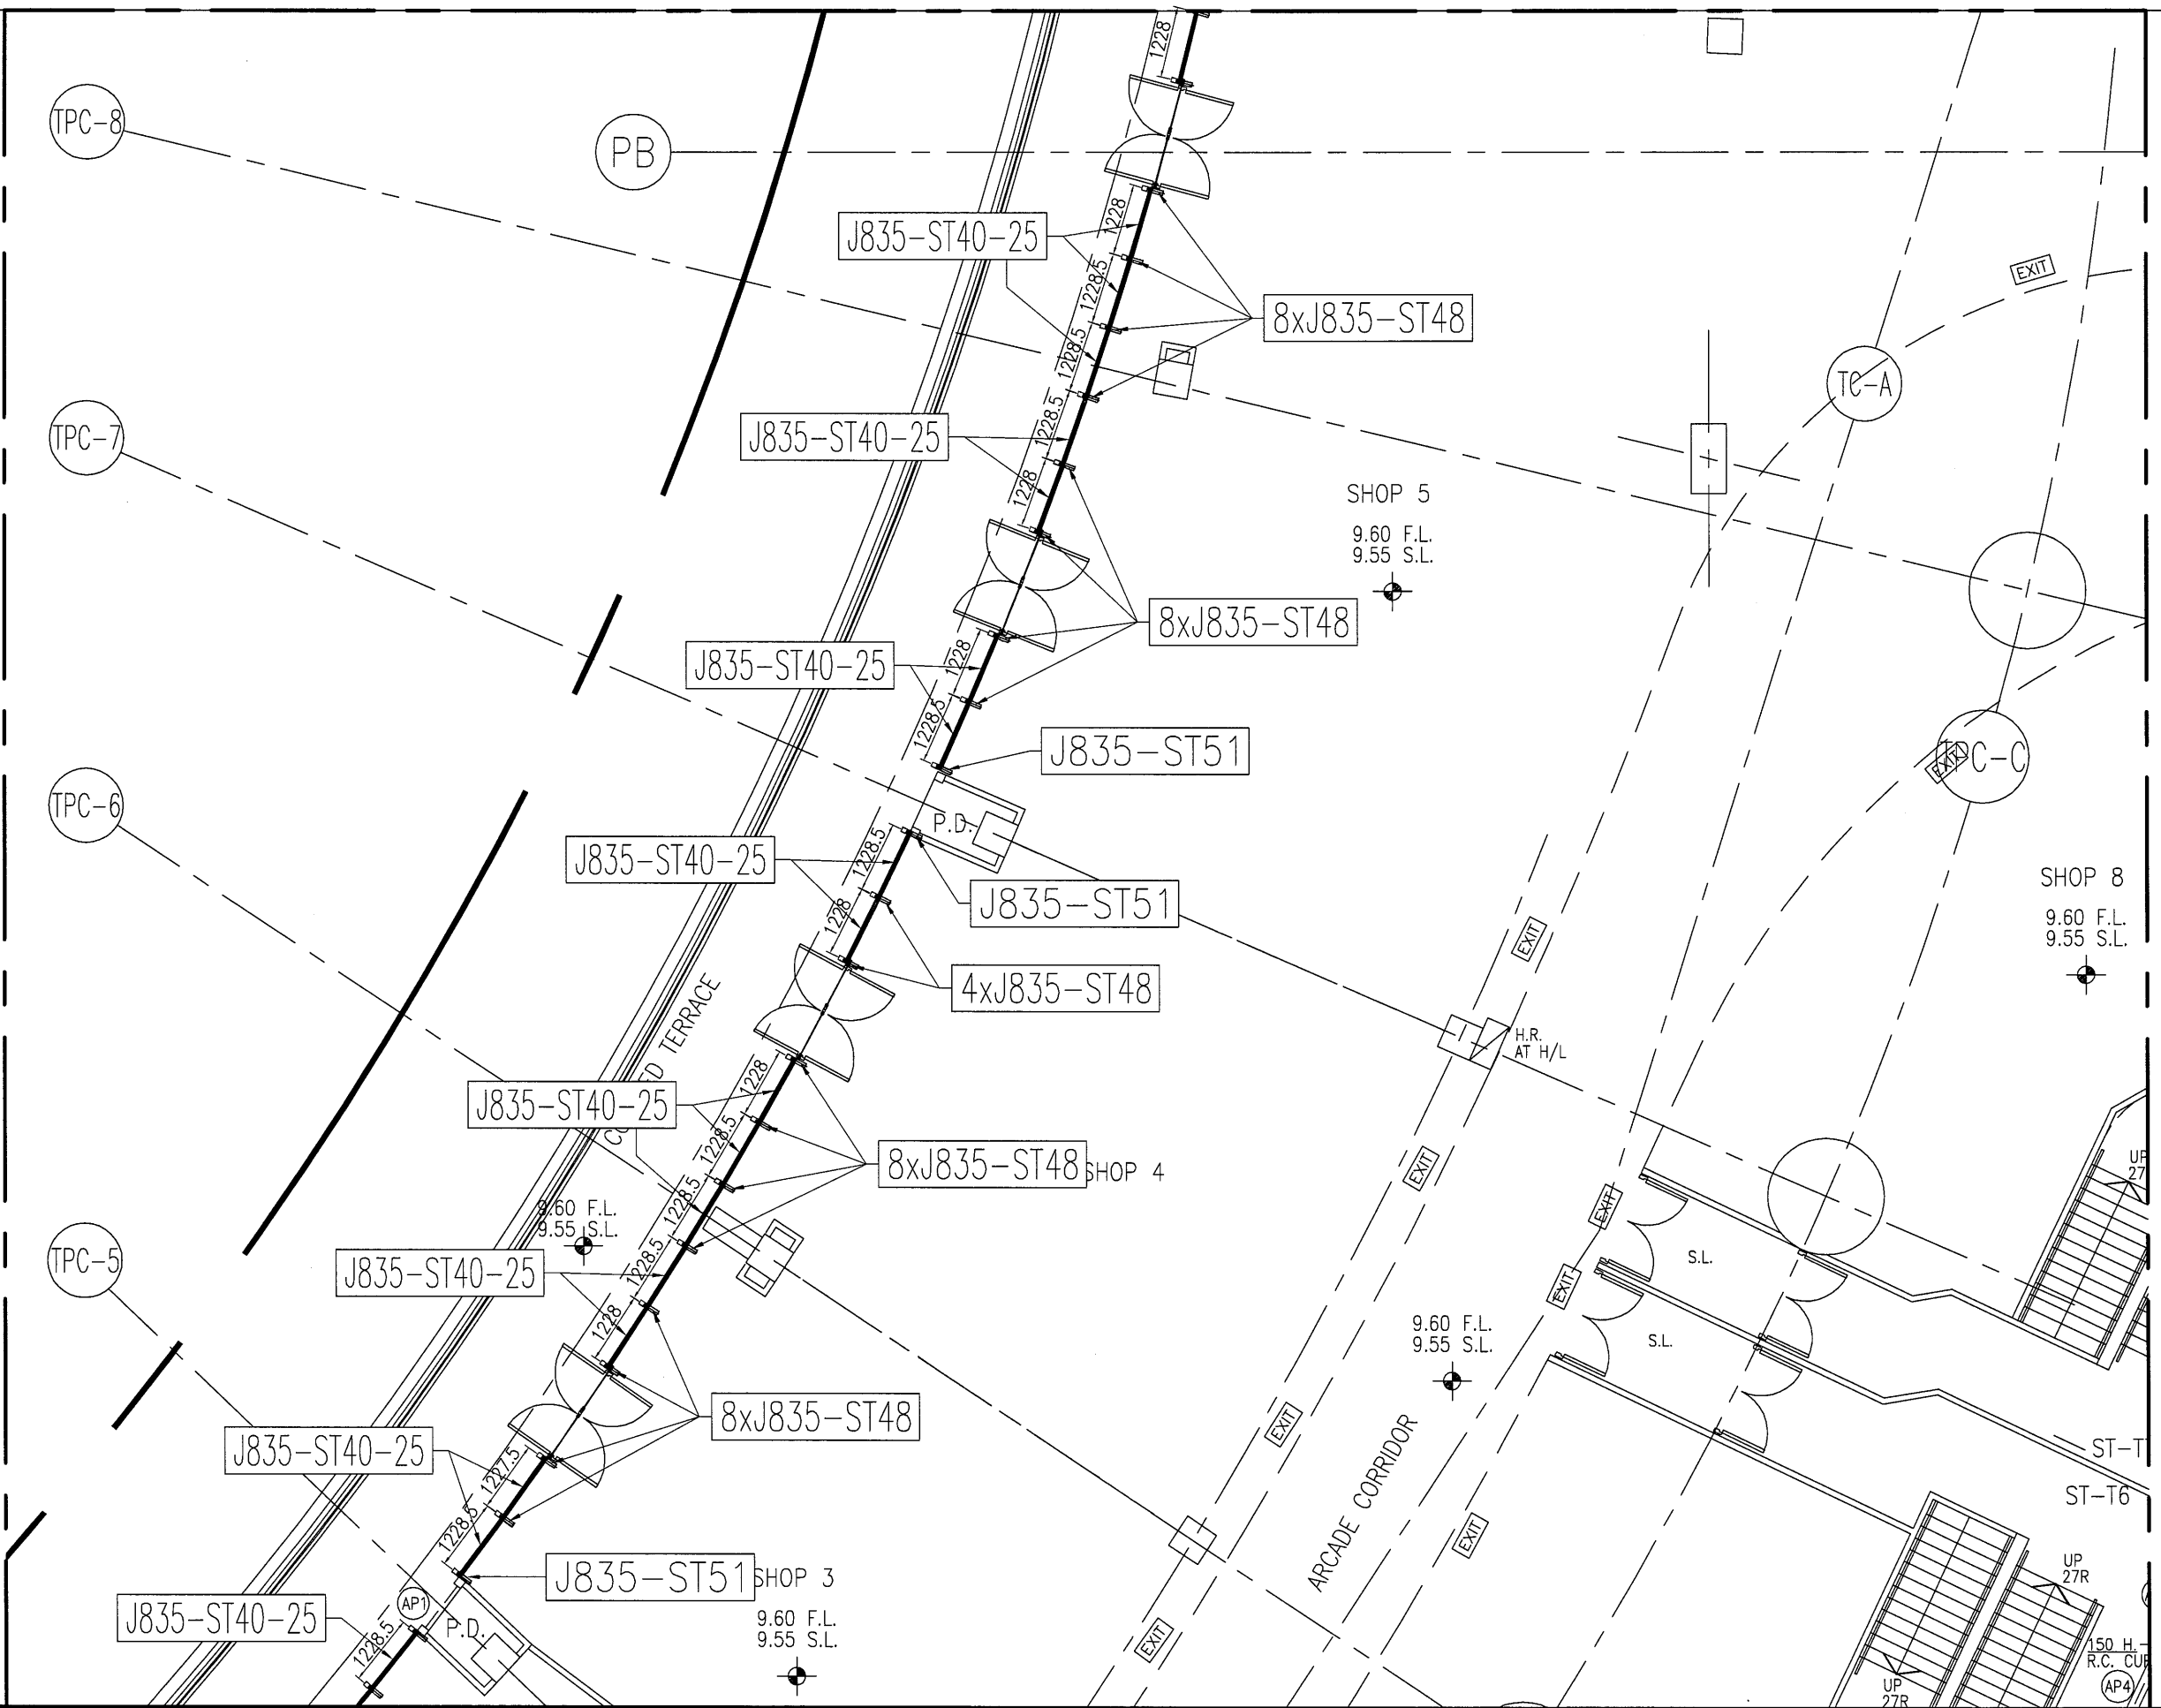 1228
TPC-8
PB
J835-ST40-25
1228
EXIT
1228.5
8xJ835-ST48
1228.5
TC-A
TPC-7
J835-ST40-25
1228.5
1228
SHOP 5
9.60 F.L.
9.55 S.L.
8xJ835-ST48
J835-ST40-25
1228
1228.5
J835-ST51
EXIT
TPC-C
TPC-6
P.D.
J835-ST40-25
1228.5
J835-ST51
1228
SHOP 8
9.60 F.L.
9.55 S.L.
EXIT
4xJ835-ST48
TERRACE
H.R.
AT H/L
J835-ST40-25
1228
1228.5
8xJ835-ST48
SHOP 4
EXIT
UP
27
1228.5
EXIT
9.60 F.L.
9.55 S.L.
TPC-5
J835-ST40-25
1228.5
S.L.
EXIT
1228
9.60 F.L.
9.55 S.L.
S.L.
8xJ835-ST48
EXIT
J835-ST40-25
1227.5
ARCADE CORRIDOR
ST-T
ST-T6
1228.5
EXIT
J835-ST51
SHOP 3
AP1
UP
27R
J835-ST40-25
P.D.
9.60 F.L.
9.55 S.L.
1228.5
EXIT
150 H.
R.C.
AP4
UP
27R